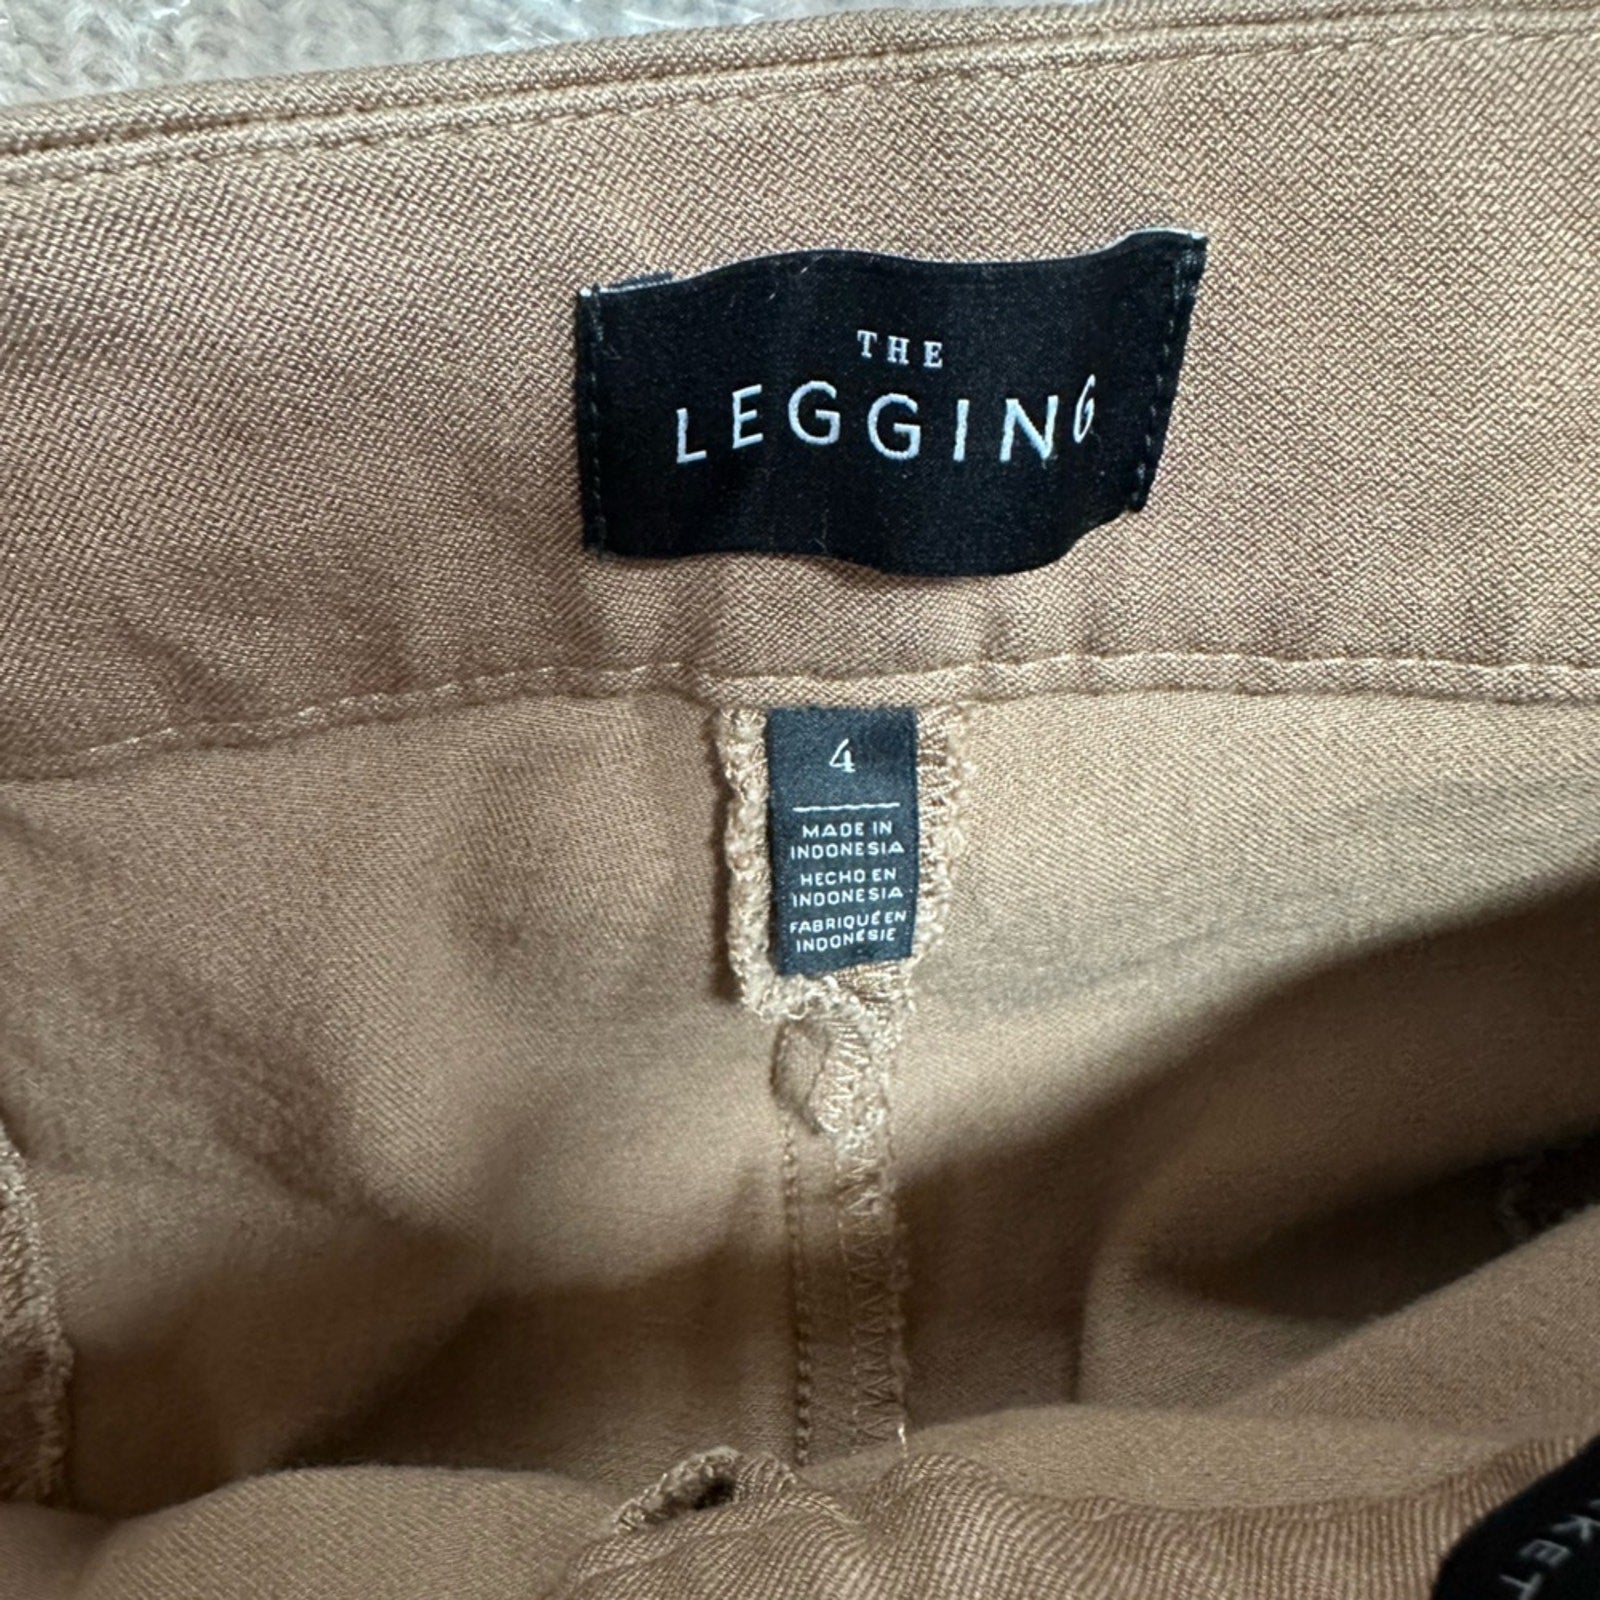 THE
LEGGING
4
MADE IN
INDONESIA
HECHO EN
INDONESIA
FABRIQUÉ EN
INDONÉSIE